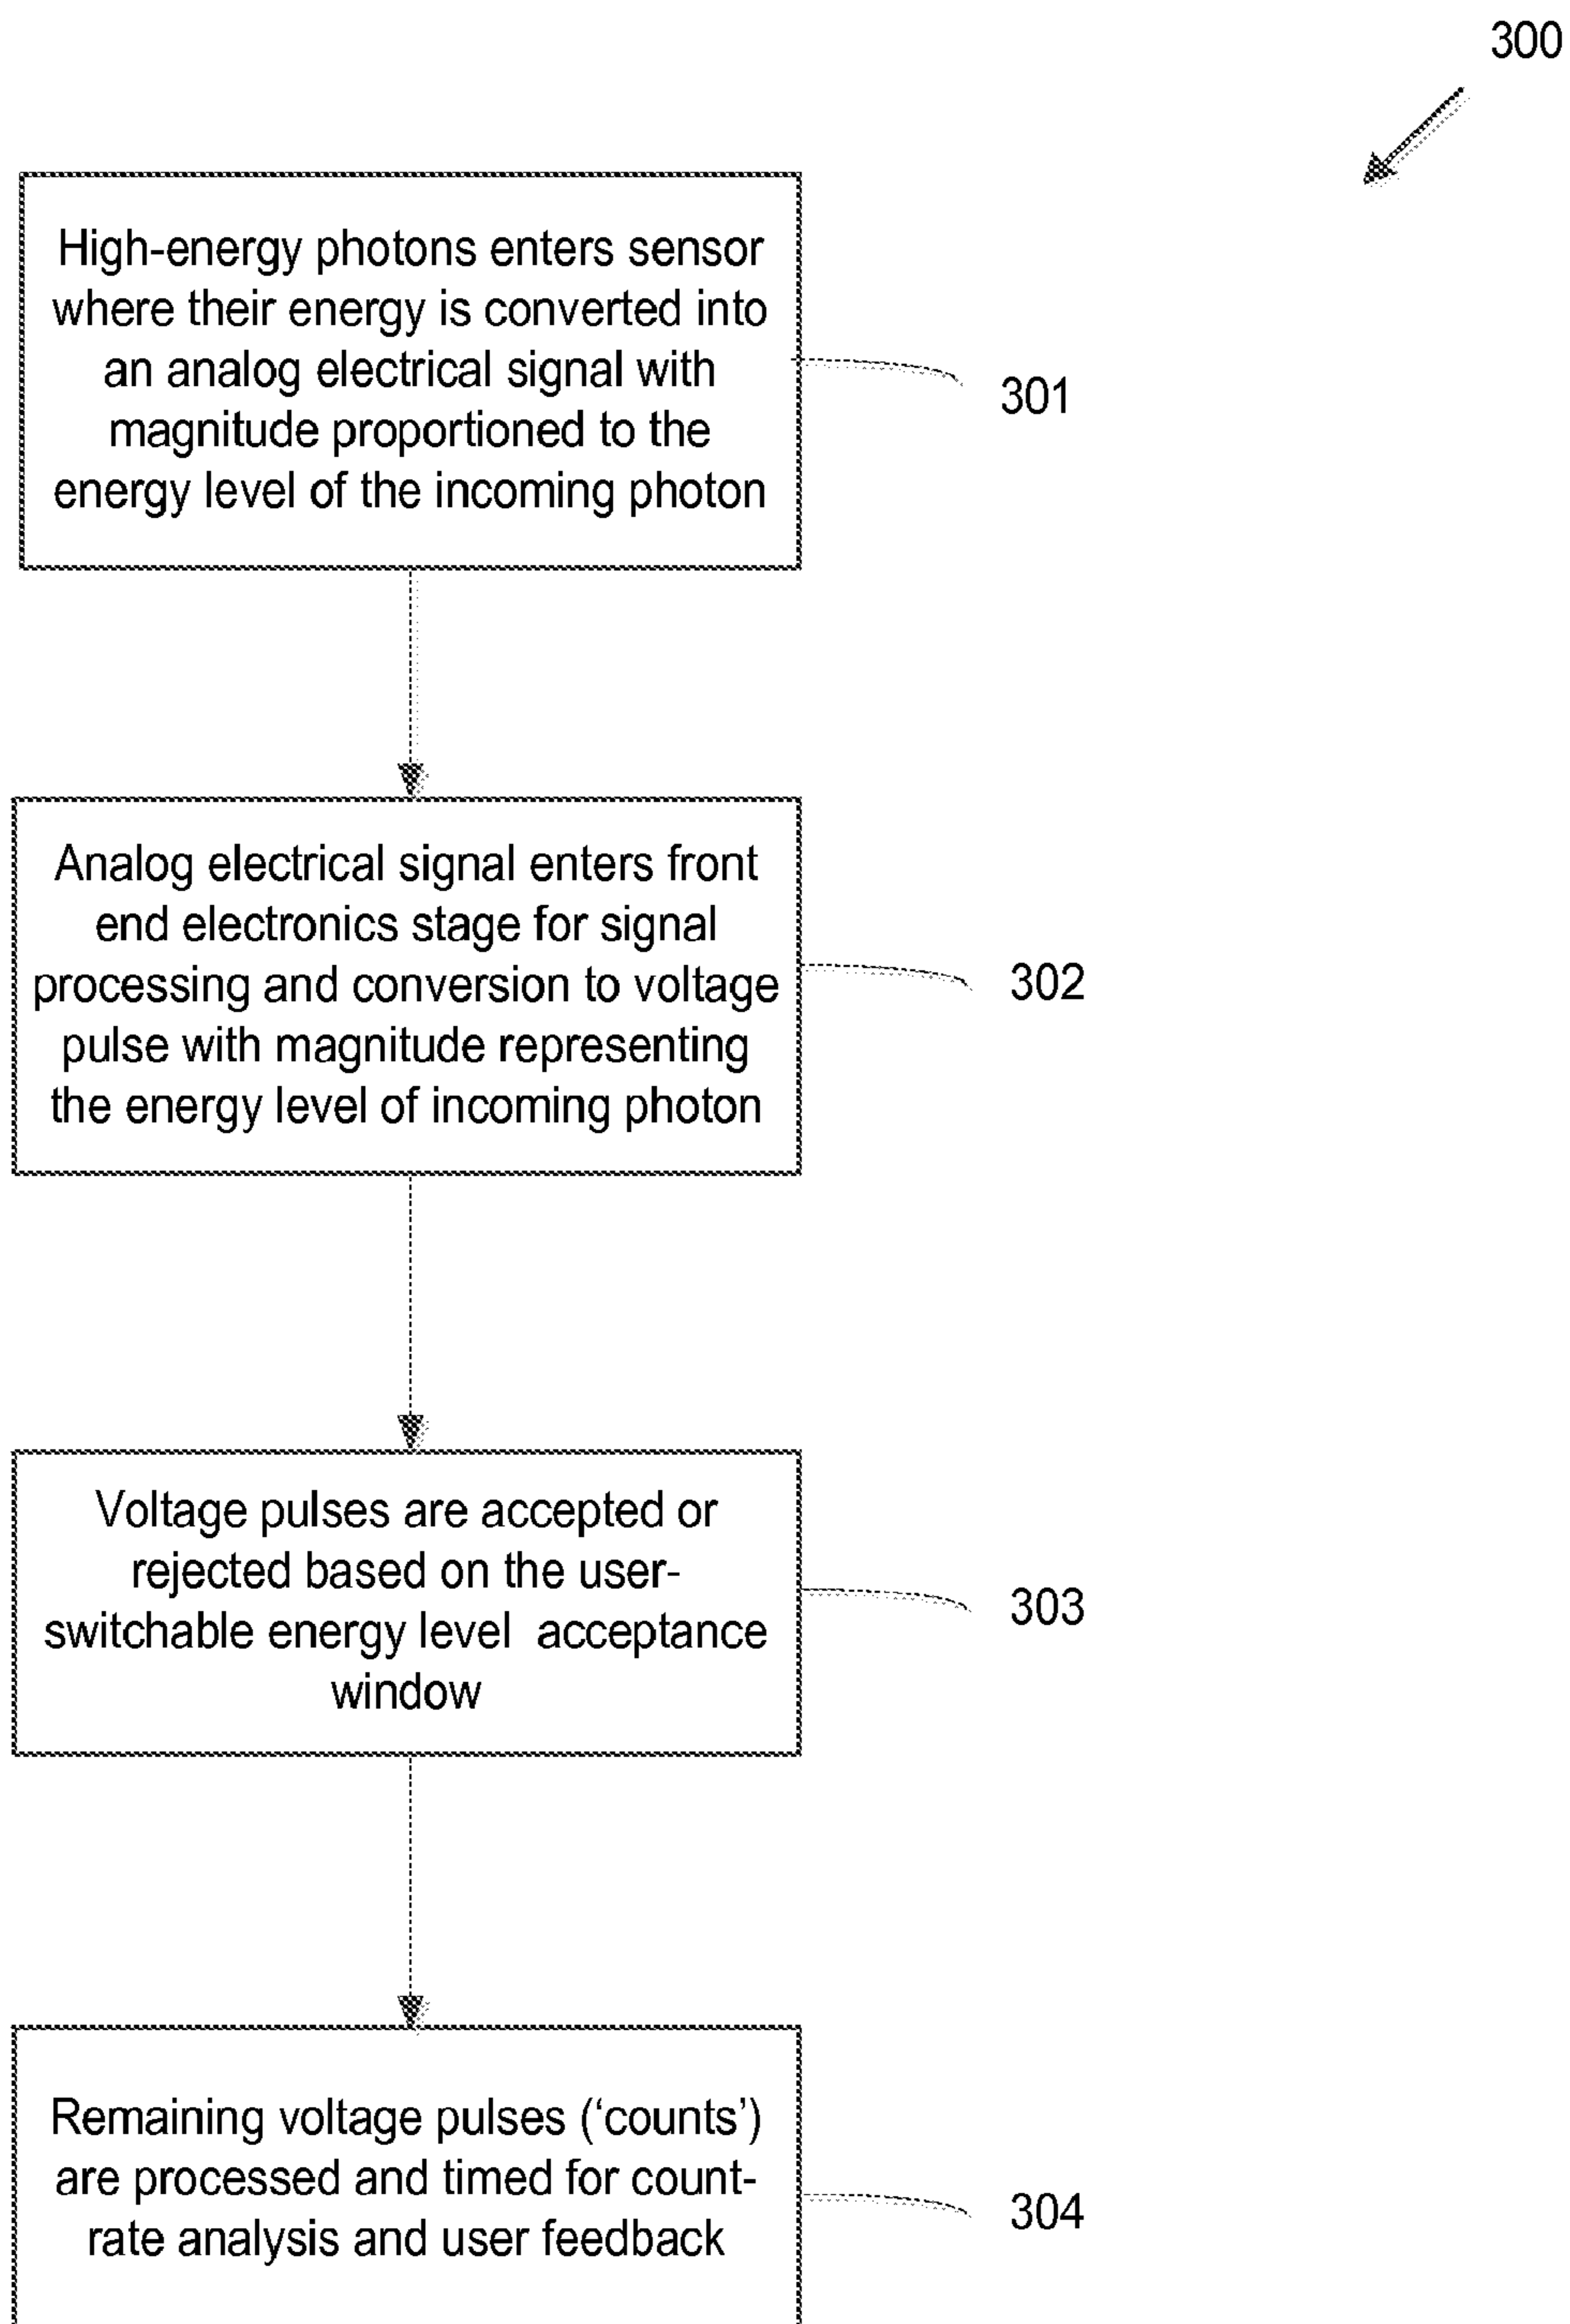 300
High-energy photons enters sensor
where their energy is converted into
an analog electrical signal with
magnitude proportioned to the
energy level of the incoming photon
301
Analog electrical signal enters front
end electronics stage for signal
processing and conversion to voltage
pulse with magnitude representing
the energy level of incoming photon
302
Voltage pulses are accepted or
rejected based on the user-
switchable energy level  acceptance
window
303
Remaining voltage pulses (‘counts’)
are processed and timed for count-
rate analysis and user feedback
304